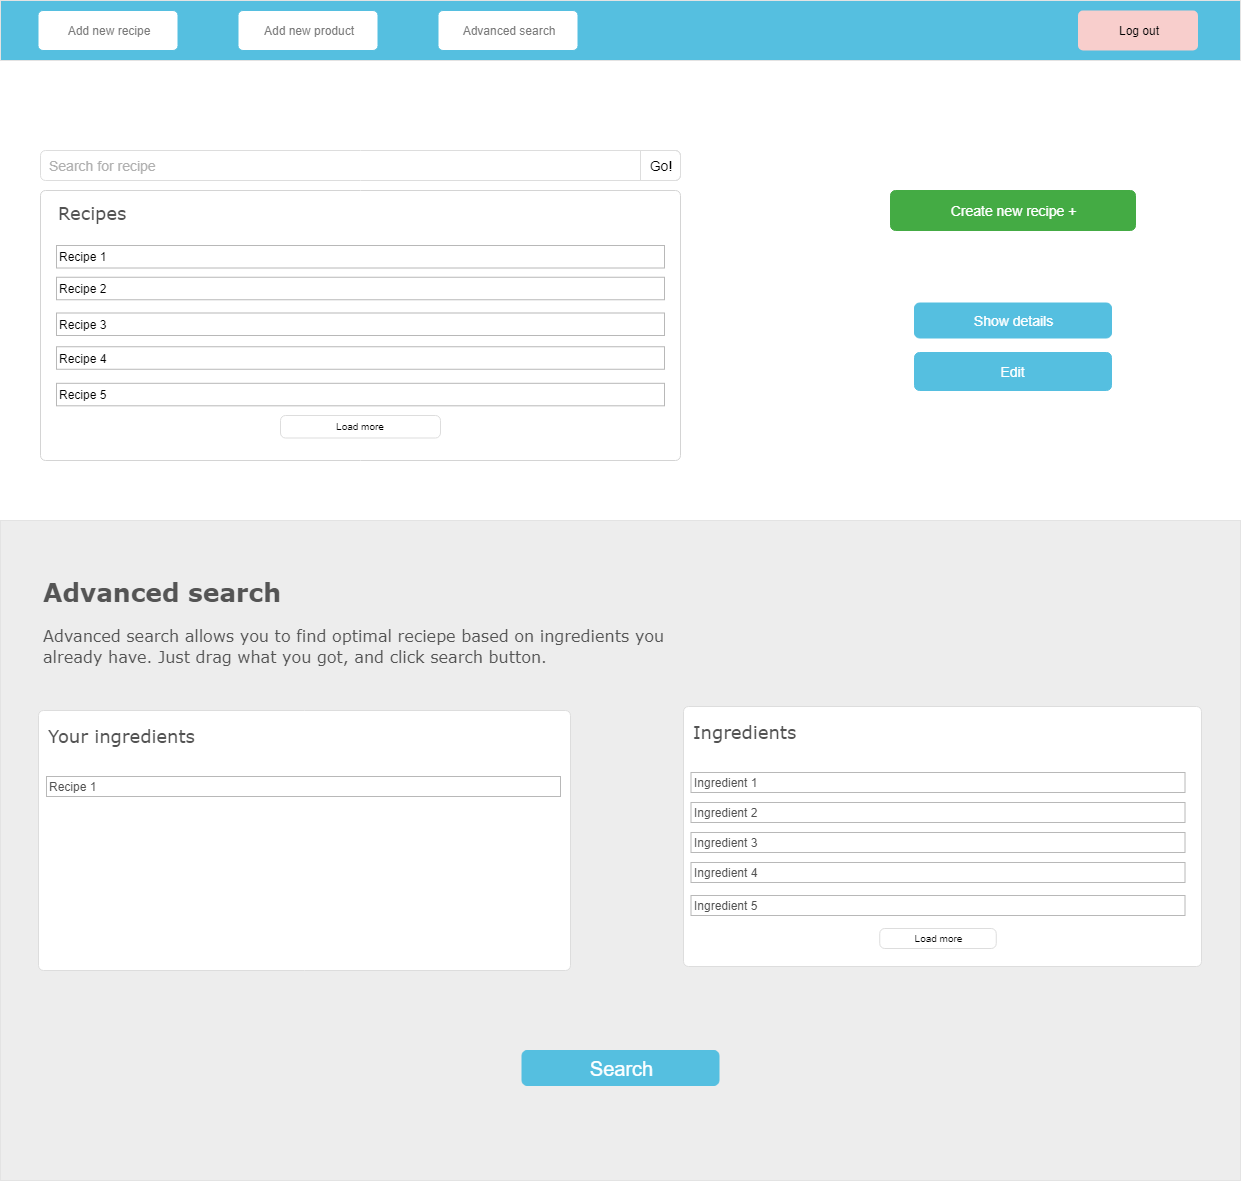 Add new recipe
Add new product
Advanced search
Log out
Search for recipe
Go!
Recipes
Recipe 1
Recipe 2
Recipe 3
Recipe 4
Recipe 5
Load more
Create new recipe +
Show details
Edit
Advanced search
Advanced search allows you to find optimal reciepe based on ingredients you
already have. Just drag what you got, and click search button.
Your ingredients
Recipe 1
Ingredients
Ingredient 1
Ingredient 2
Ingredient 3
Ingredient 4
Ingredient 5
Load more
Search